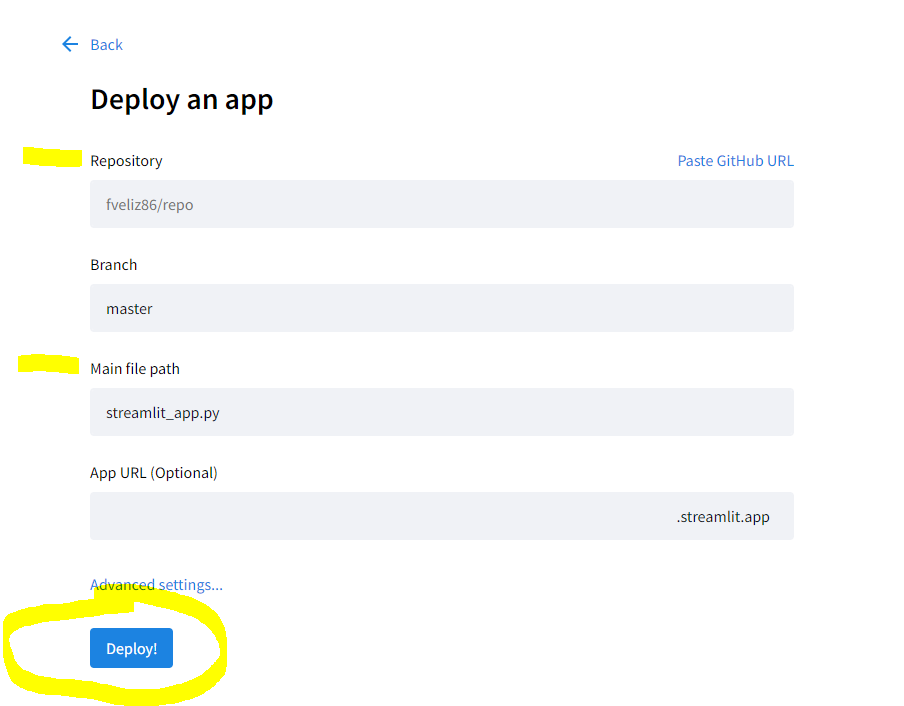 Back
Deploy an app
Repository
Paste GitHub URL
fveliz86/repo
Branch
master
Main file path
streamlit_app.py
App URL (Optional)
.streamlit.app
Advanced settings...
Deploy!